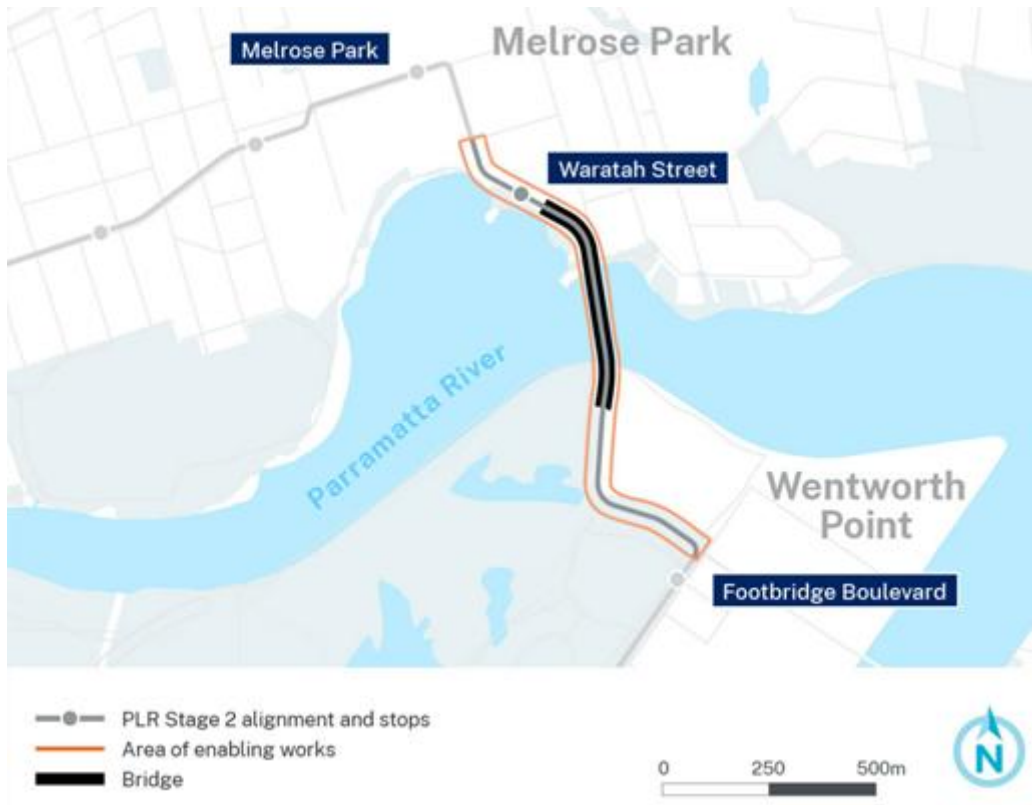 Melrose Park
Melrose Park
Waratah Street
Parramatta River
Wentworth
Point
Footbridge Boulevard
PLR Stage 2 alignment and stops
Area of enabling works
Bridge
0 250 500m
N